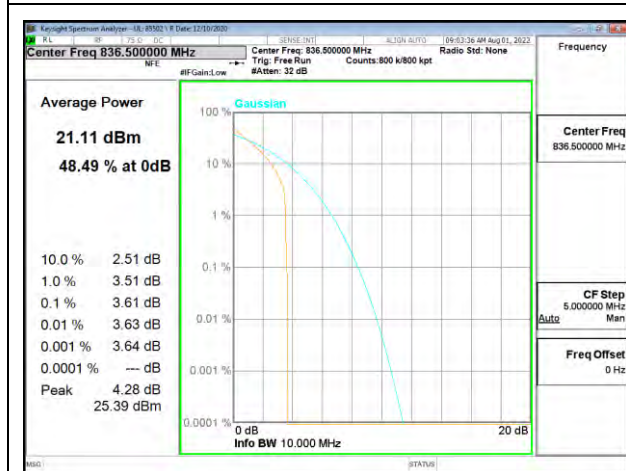 Keysight Spectrum Analyzer - UL: 83502 \ R Date: 12/10/2020
RL RF 75 Ω DC SENSE:INT ALIGN AUTO 09:03:36 AM Aug 01, 2022
Center Freq 836.500000 MHz
NFE
#IFGain:Low
Center Freq: 836.500000 MHz
Radio Std: None
Trig: Free Run
Counts:800 k/800 kpt
#Atten: 32 dB
Frequency
Average Power
21.11 dBm
48.49 % at 0dB
10.0 % 2.51 dB
1.0 % 3.51 dB
0.1 % 3.61 dB
0.01 % 3.63 dB
0.001 % 3.64 dB
0.0001 % --- dB
Peak 4.28 dB
25.39 dBm
Gaussian
100 %
10 %
1 %
0.1 %
0.01 %
0.001 %
0.0001 %
0 dB
20 dB
Info BW 10.000 MHz
Center Freq
836.500000 MHz
CF Step
5.000000 MHz
Auto Man
Freq Offset
0 Hz
MSG
STATUS